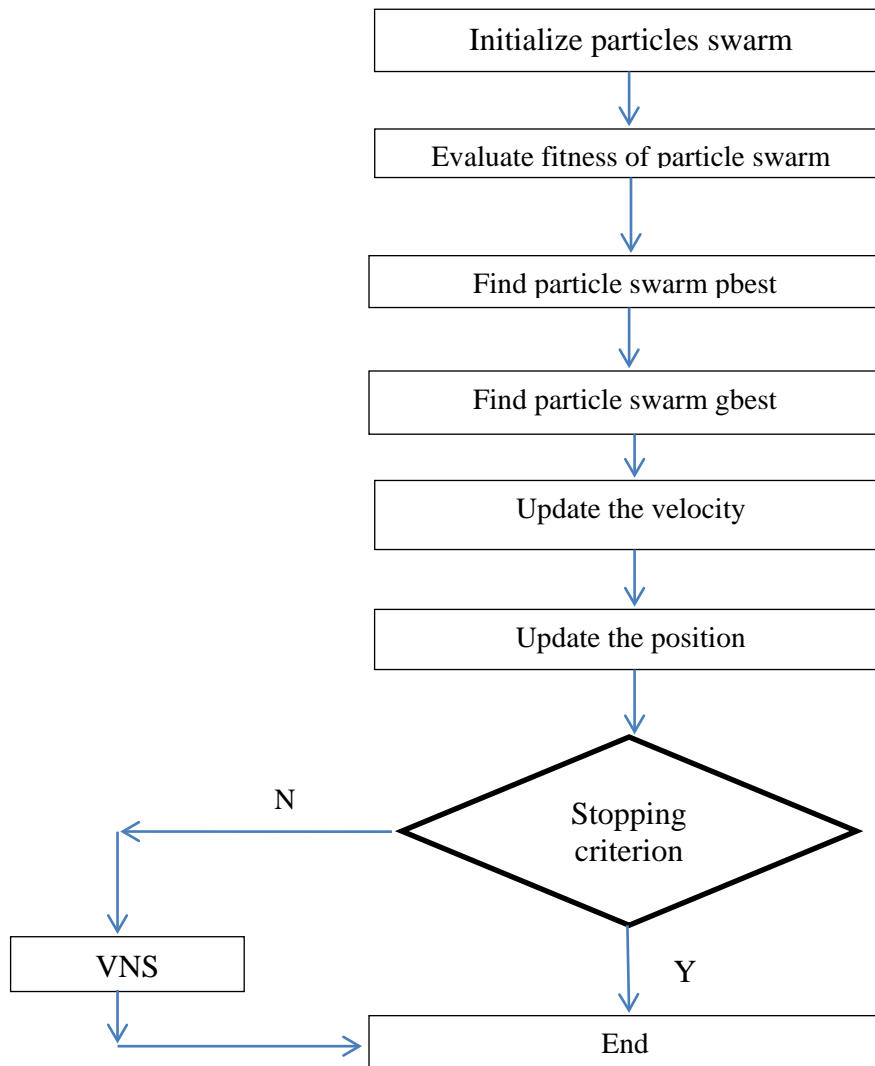 Initialize particles swarm
Evaluate fitness of particle swarm
Find particle swarm pbest
Find particle swarm gbest
Update the velocity
Update the position
N
Stopping
criterion
VNS
Y
End